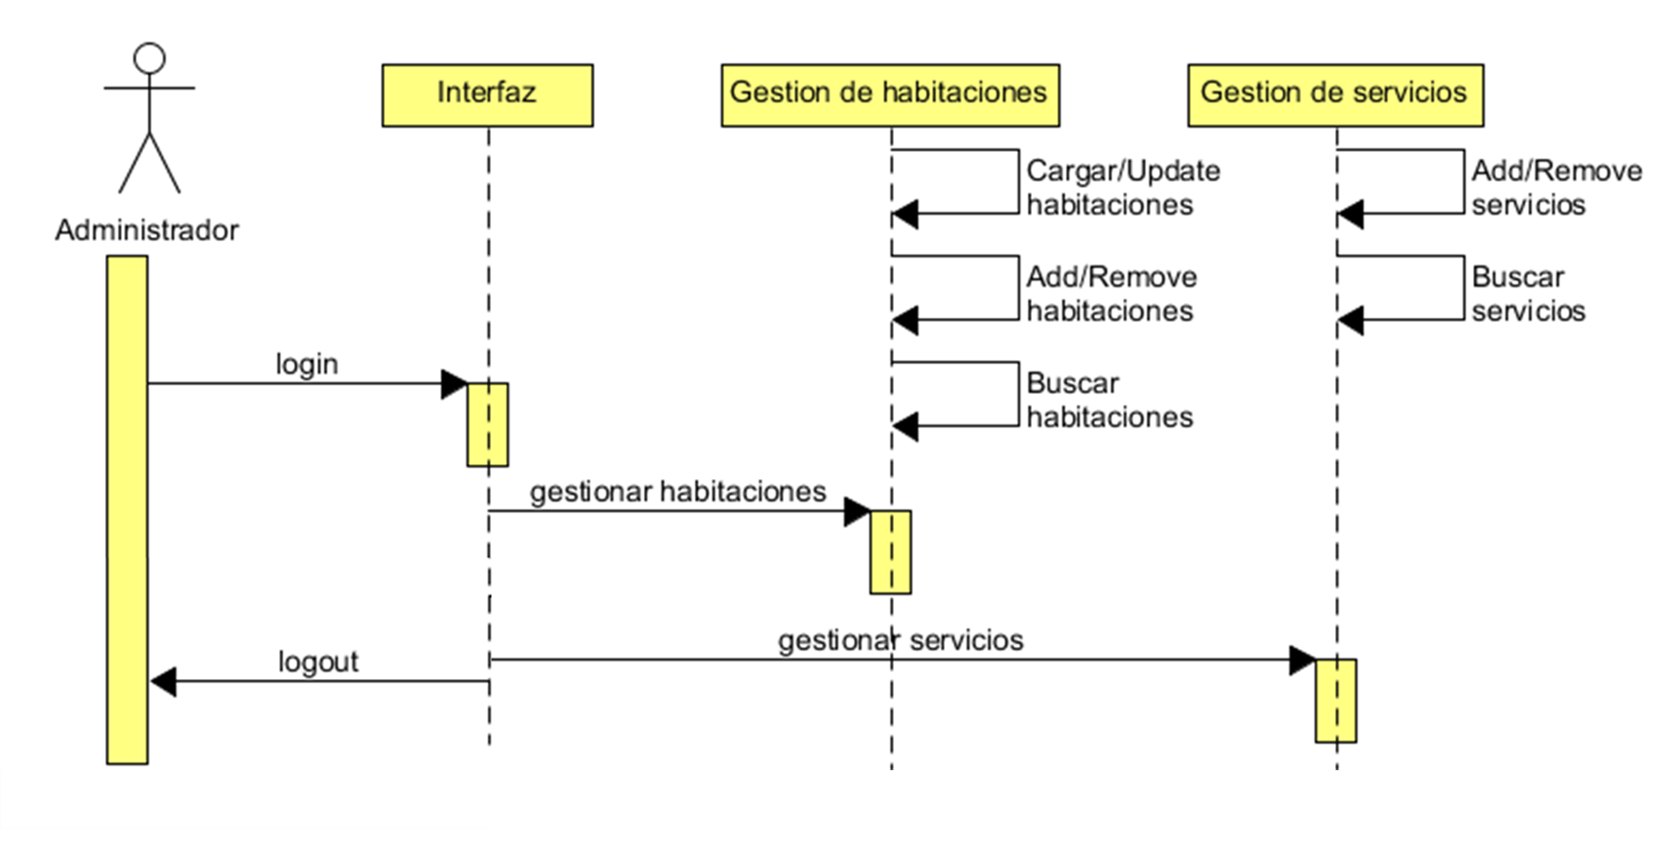 Interfaz
Gestion de habitaciones
Gestion de servicios
Cargar/Update
habitaciones
Add/Remove
servicios
Administrador
Add/Remove
habitaciones
Buscar
servicios
login
Buscar
habitaciones
gestionar habitaciones
gestionar servicios
logout